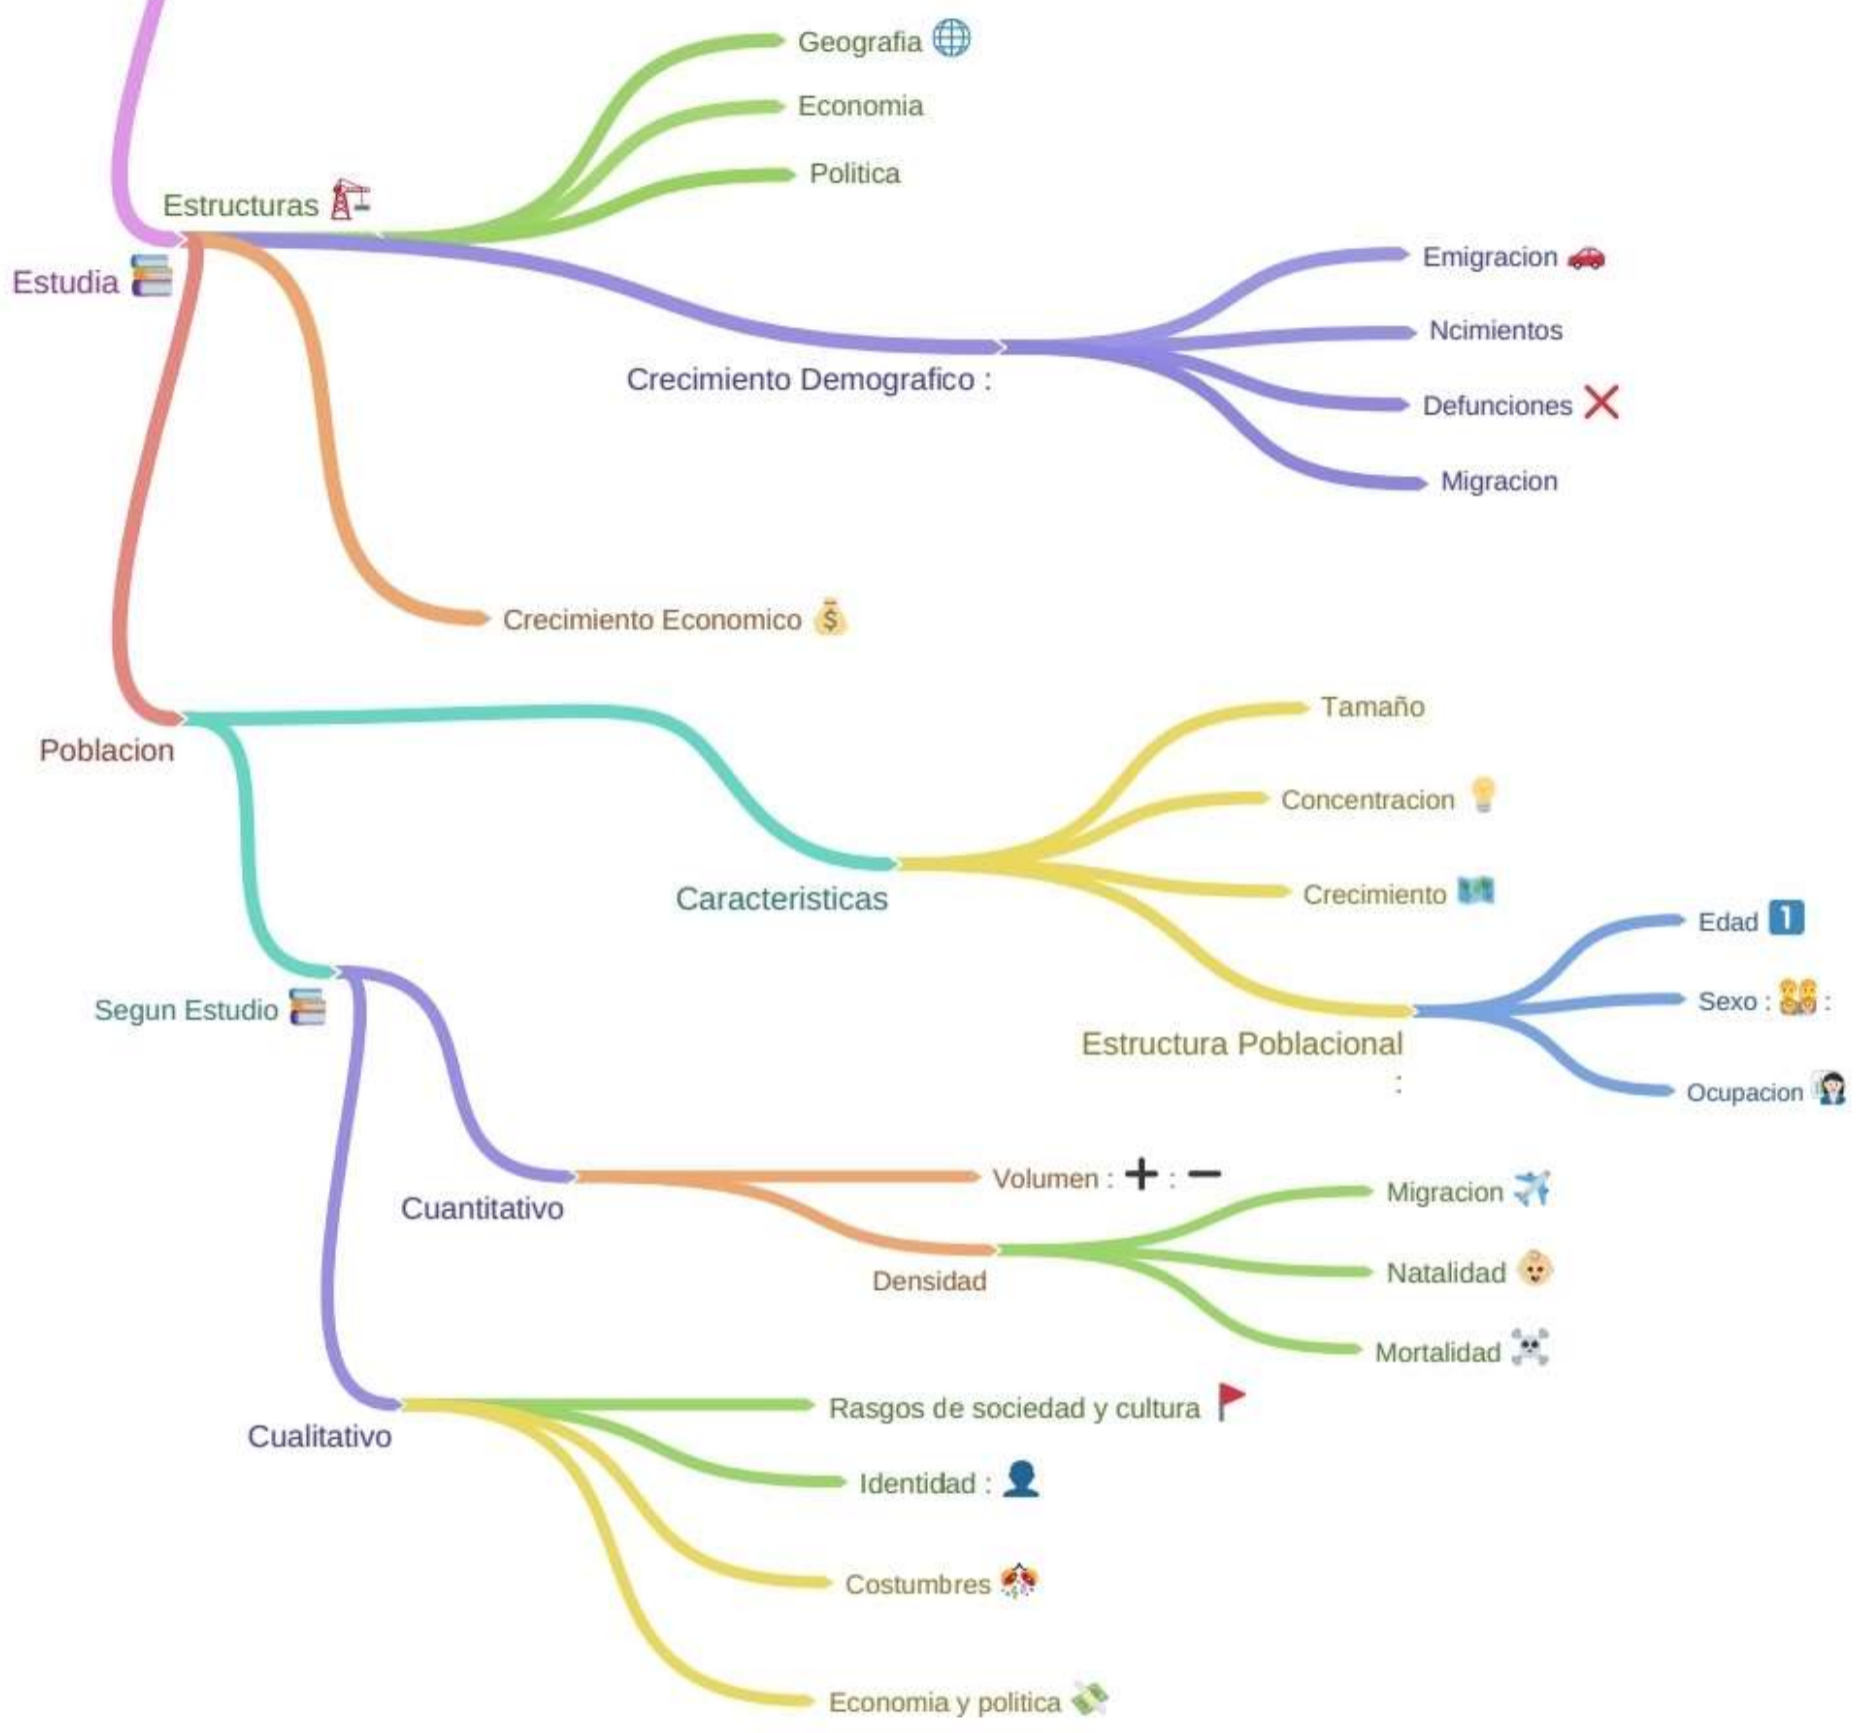 Geografia
Economia
Politica
Estructuras
Estudia
Emigracion
Ncimientos
Crecimiento Demografico :
Defunciones
Migracion
Crecimiento Economico
Poblacion
Tamaño
Concentracion
Caracteristicas
Crecimiento
Edad 1
Sexo : :
Segun Estudio
Estructura Poblacional
:
Ocupacion
Volumen : + : −
Cuantitativo
Migracion
Densidad
Natalidad
Mortalidad
Rasgos de sociedad y cultura
Cualitativo
Identidad :
Costumbres
Economia y politica